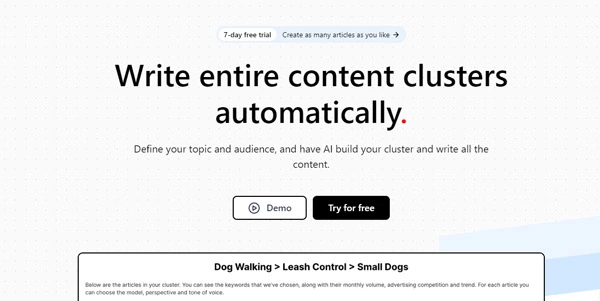 7-day free trial Create as many articles as you like →
Write entire content clusters
automatically.
Define your topic and audience, and have AI build your cluster and write all the
content.
Demo Try for free
Dog Walking > Leash Control > Small Dogs
Below are the articles in your cluster. You can see the keywords that we've chosen, along with their monthly volume, advertising competition and trend. For each article you
can choose the model, perspective and tone of voice.